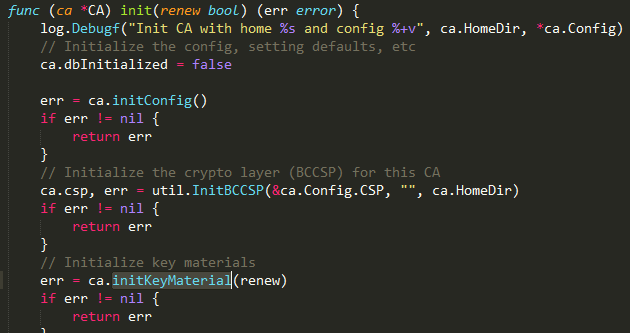 func (ca *CA) init(renew bool) (err error) {
    log.Debugf("Init CA with home %s and config %+v", ca.HomeDir, *ca.Config)
    // Initialize the config, setting defaults, etc
    ca.dbInitialized = false

    err = ca.initConfig()
    if err != nil {
        return err
    }
    // Initialize the crypto layer (BCCSP) for this CA
    ca.csp, err = util.InitBCCSP(&ca.Config.CSP, "", ca.HomeDir)
    if err != nil {
        return err
    }
    // Initialize key materials
    err = ca.initKeyMaterial(renew)
    if err != nil {
        return err
    }